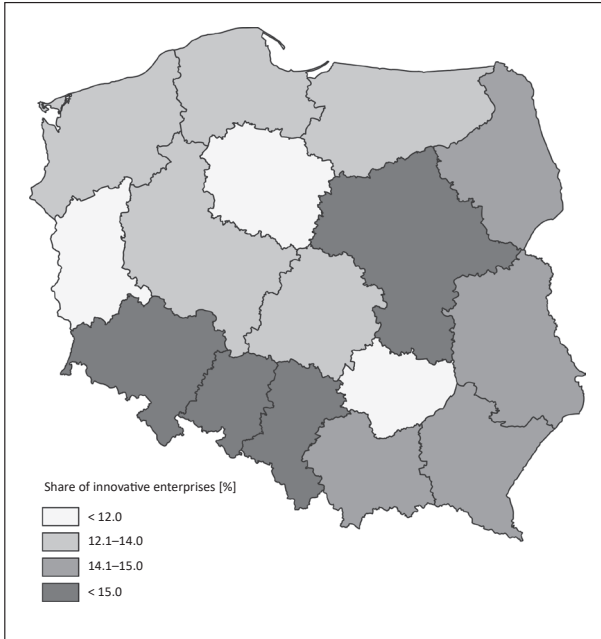 Share of innovative enterprises [%]
< 12.0
12.1–14.0
14.1–15.0
< 15.0